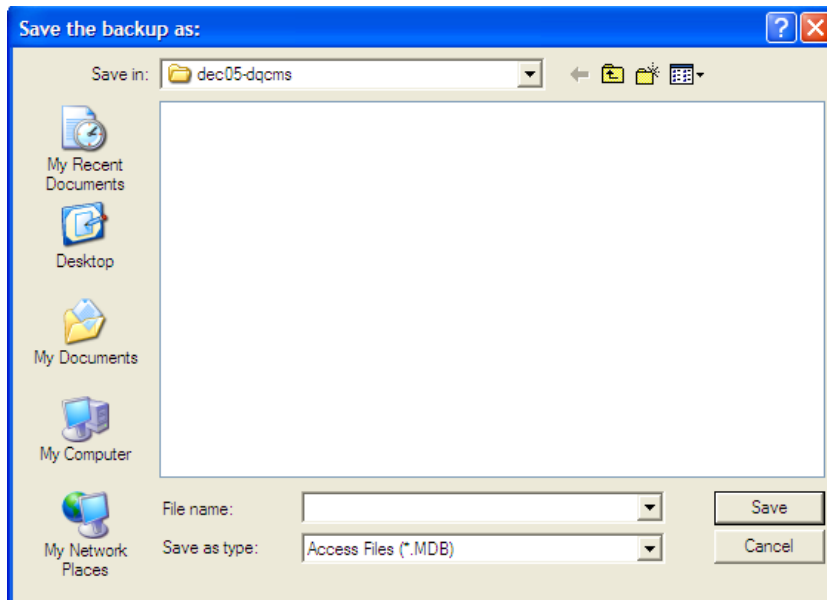 Save the backup as:
Save in: dec05-dqcms
My Recent
Documents
Desktop
My Documents
My Computer
My Network
Places
File name:
Save
Save as type: Access Files (*.MDB)
Cancel